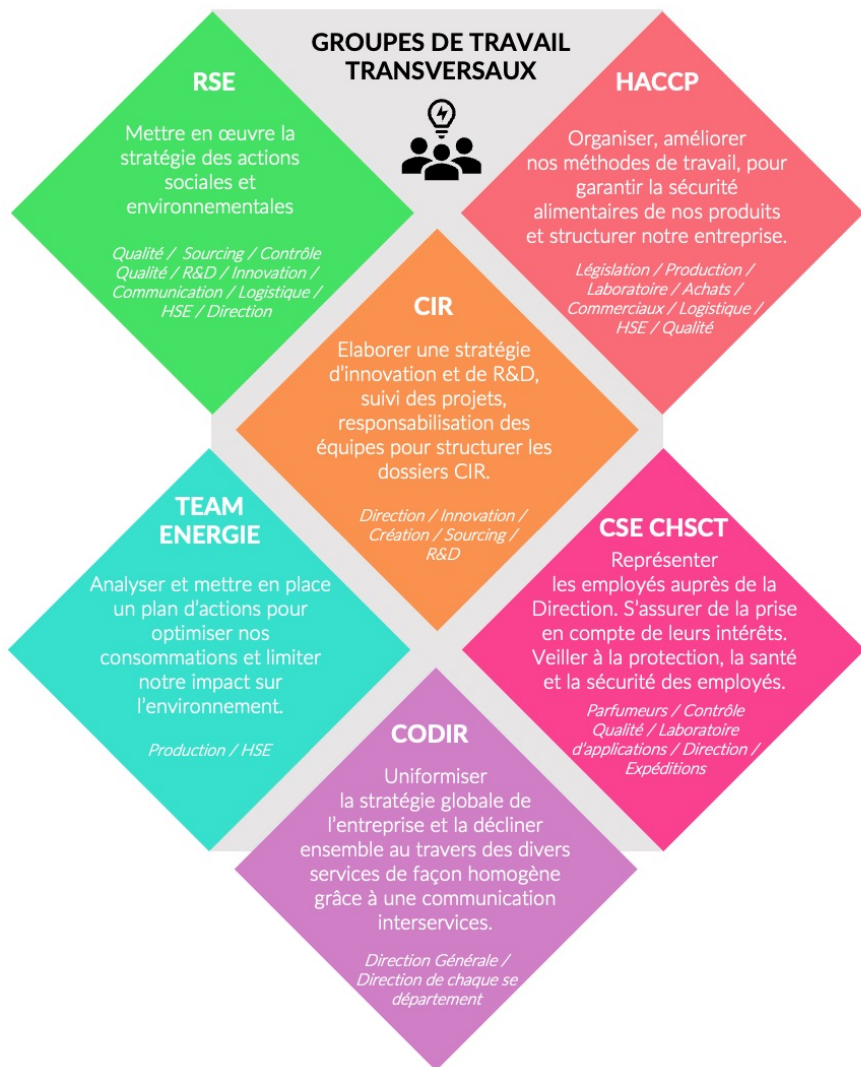 GROUPES DE TRAVAIL
TRANSVERSAUX
RSE
Mettre en œuvre la
stratégie des actions
sociales et
environnementales
Qualité / Sourcing / Contrôle
Qualité / R&D / Innovation /
Communication / Logistique /
HSE / Direction
HACCP
Organiser, améliorer
nos méthodes de travail, pour
garantir la sécurité
alimentaires de nos produits
et structurer notre entreprise.
Législation / Production /
Laboratoire / Achats /
Commerciaux / Logistique /
HSE / Qualité
CIR
Elaborer une stratégie
d'innovation et de R&D,
suivi des projets,
responsabilisation des
équipes pour structurer les
dossiers CIR.
Direction / Innovation /
Création / Sourcing /
R&D
TEAM
ENERGIE
Analyser et mettre en place
un plan d'actions pour
optimiser nos
consommations et limiter
notre impact sur
l'environnement.
Production / HSE
CSE CHSCT
Représenter
les employés auprès de la
Direction. S'assurer de la prise
en compte de leurs intérêts.
Veiller à la protection, la santé
et la sécurité des employés.
Parfumeurs / Contrôle
Qualité / Laboratoire
d'applications / Direction /
Expéditions
CODIR
Uniformiser
la stratégie globale de
l'entreprise et la décliner
ensemble au travers des divers
services de façon homogène
grâce à une communication
interservices.
Direction Générale /
Direction de chaque se
département